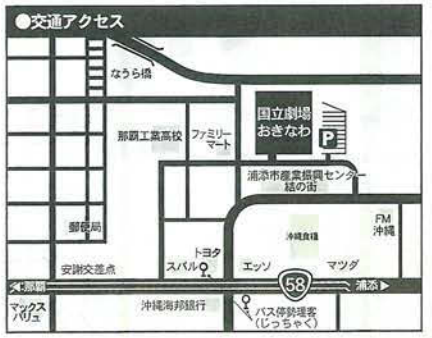 ●交通アクセス
なうら橋
国立劇場
おきなわ
P
那覇工業高校
ファミリー
マート
浦添市産業振興センター
結の街
郵便局
FM
沖縄
沖縄食糧
トヨタ
スバル
エッソ
マツダ
安謝交差点
◀那覇
58
浦添▶
マックス
バリュ
沖縄海邦銀行
バス停勢理客
(じっちゃく)